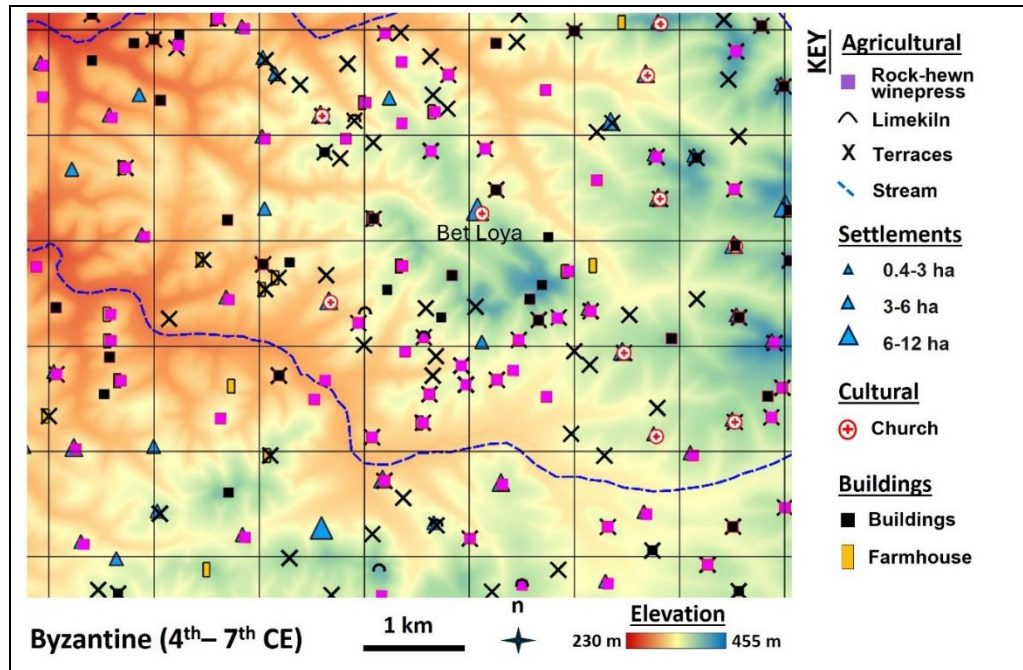 KEY
Agricultural
Rock-hewn
winepress
Limekiln
Terraces
Stream
Settlements
0.4-3 ha
3-6 ha
6-12 ha
Cultural
Church
Buildings
Buildings
Farmhouse
Bet Loya
Byzantine (4th– 7th CE)
1 km
n
Elevation
230 m
455 m